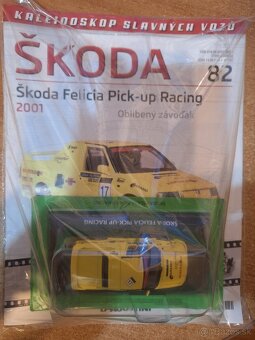 KALEIDOSKOP SLAVNÝCH VOZŮ
ŠKODA
82
Škoda Felicia Pick-up Racing
2001
Oblíbený závoďák
17
ŠKODA FELICIA PICK-UP RACING